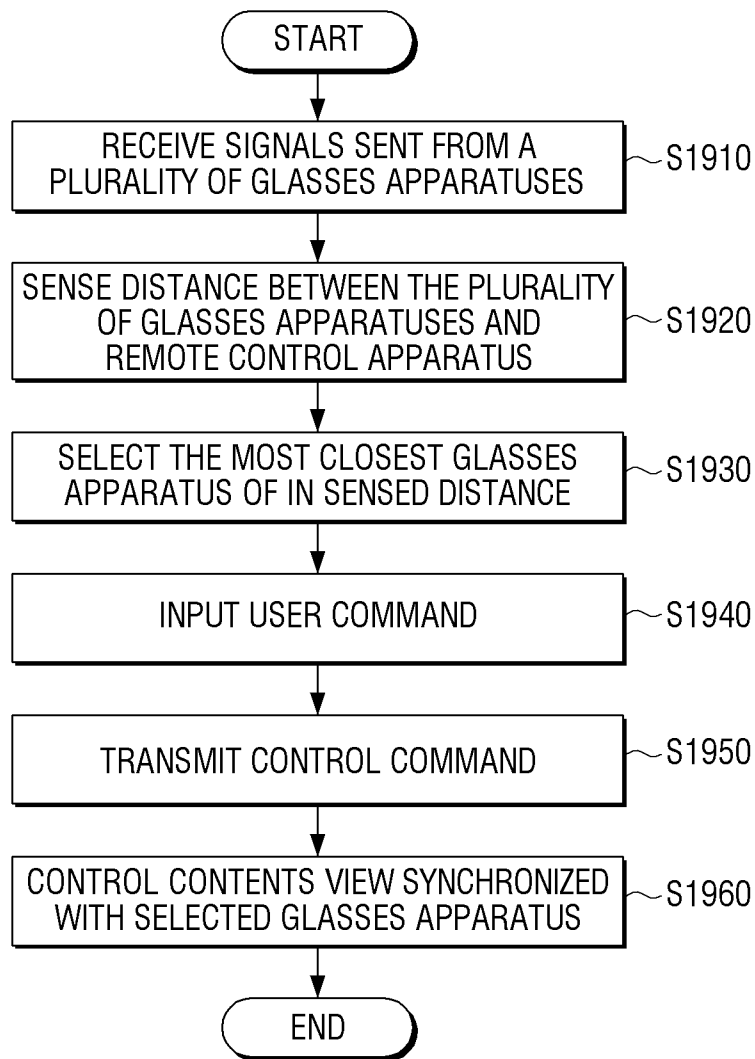 START
RECEIVE SIGNALS SENT FROM A
PLURALITY OF GLASSES APPARATUSES
S1910
SENSE DISTANCE BETWEEN THE PLURALITY
OF GLASSES APPARATUSES AND
REMOTE CONTROL APPARATUS
S1920
SELECT THE MOST CLOSEST GLASSES
APPARATUS OF IN SENSED DISTANCE
S1930
INPUT USER COMMAND
S1940
TRANSMIT CONTROL COMMAND
S1950
CONTROL CONTENTS VIEW SYNCHRONIZED
WITH SELECTED GLASSES APPARATUS
S1960
END